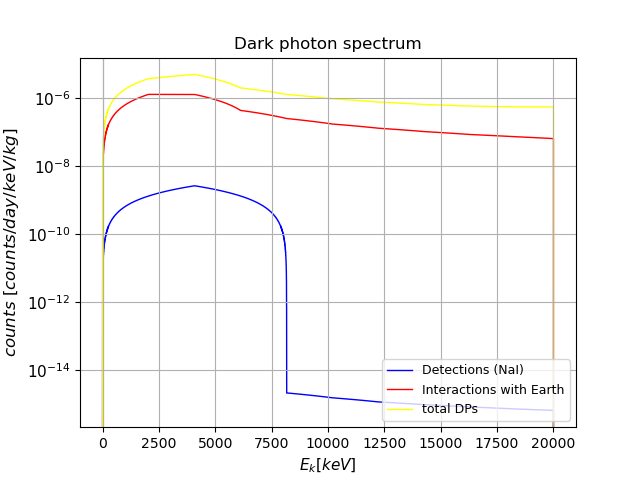 Dark photon spectrum
counts [counts/day/keV/kg]
10⁻⁶
10⁻⁸
10⁻¹⁰
10⁻¹²
10⁻¹⁴
Detections (NaI)
Interactions with Earth
total DPs
0 2500 5000 7500 10000 12500 15000 17500 20000
Eₖ[keV]